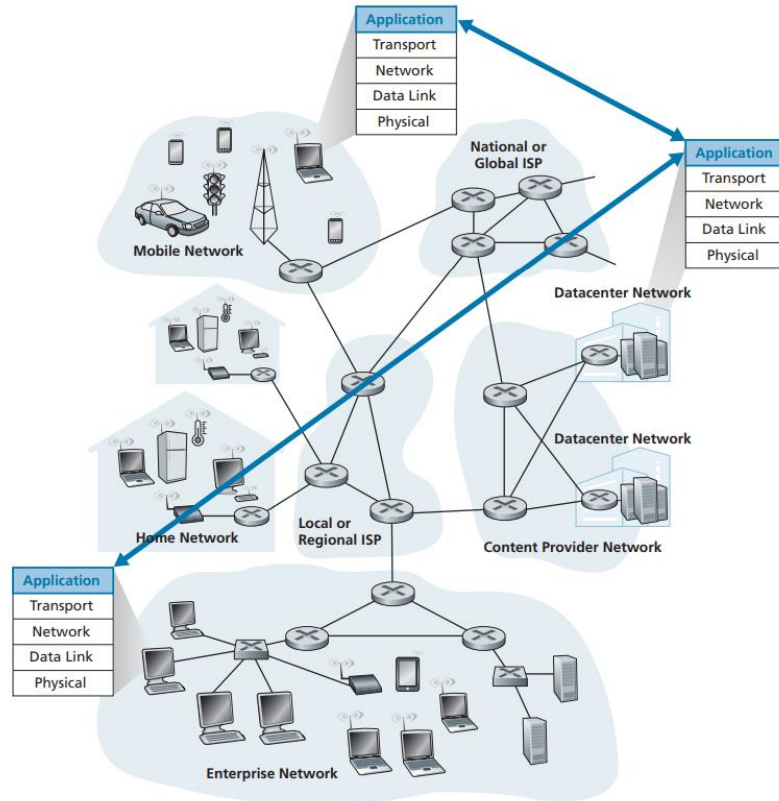 Application
Transport
Network
Data Link
Physical
National or
Global ISP
Application
Transport
Network
Data Link
Physical
Mobile Network
Datacenter Network
Datacenter Network
Home Network
Local or
Regional ISP
Content Provider Network
Application
Transport
Network
Data Link
Physical
Enterprise Network